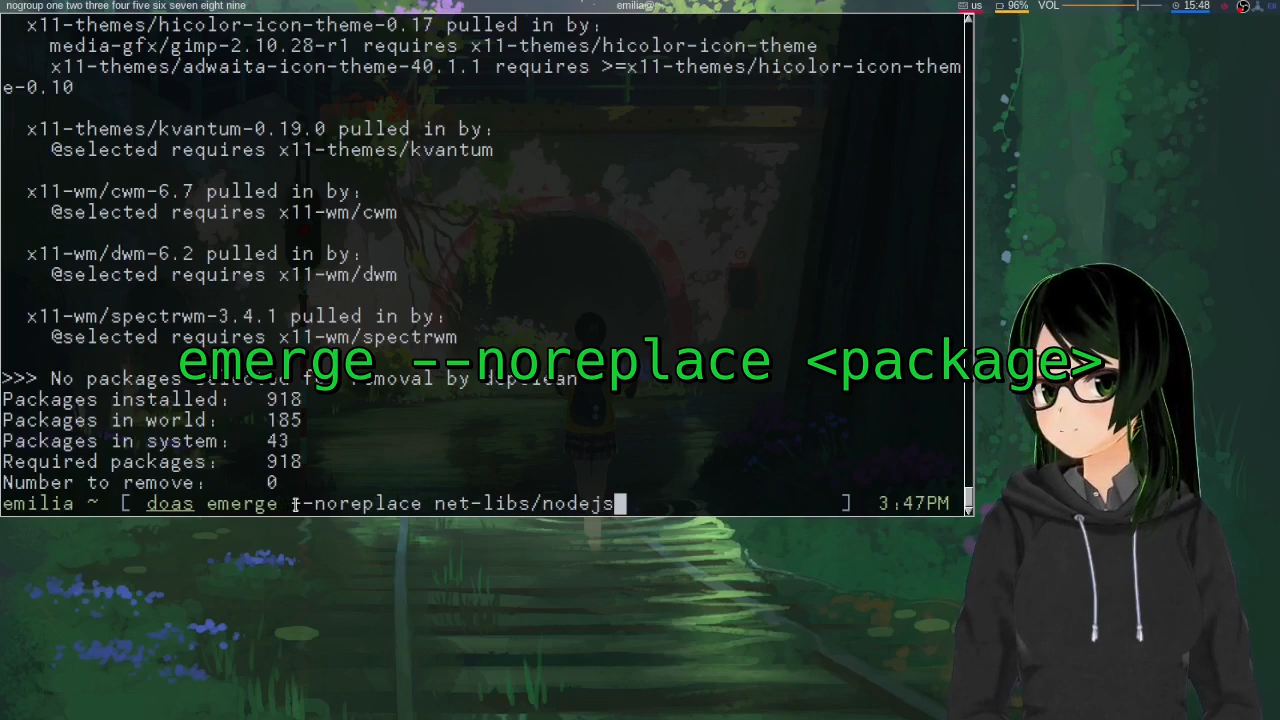 nogroup one two three four five six seven eight nine emilia@ us 96% VOL 15:48
x11-themes/hicolor-icon-theme-0.17 pulled in by:
media-gfx/gimp-2.10.28-r1 requires x11-themes/hicolor-icon-theme
x11-themes/adwaita-icon-theme-40.1.1 requires >=x11-themes/hicolor-icon-them
e-0.10
x11-themes/kvantum-0.19.0 pulled in by:
@selected requires x11-themes/kvantum
x11-wm/cwm-6.7 pulled in by:
@selected requires x11-wm/cwm
x11-wm/dwm-6.2 pulled in by:
@selected requires x11-wm/dwm
x11-wm/spectrwm-3.4.1 pulled in by:
@selected requires x11-wm/spectrwm
emerge --noreplace <package>
>>> No packages selected for removal by depclean
Packages installed: 918
Packages in world: 185
Packages in system: 43
Required packages: 918
Number to remove: 0
emilia ~ [ doas emerge --noreplace net-libs/nodejs ] 3:47PM